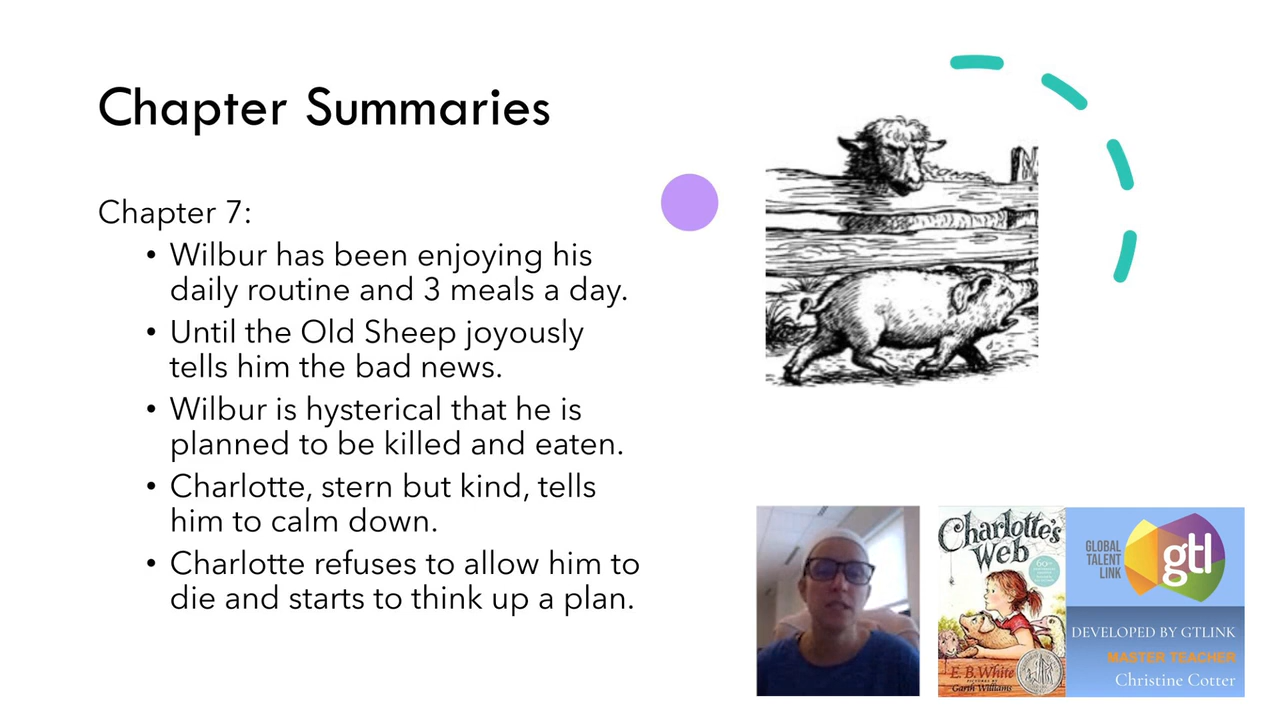 Chapter Summaries
Chapter 7:
• Wilbur has been enjoying his
daily routine and 3 meals a day.
• Until the Old Sheep joyously
tells him the bad news.
• Wilbur is hysterical that he is
planned to be killed and eaten.
• Charlotte, stern but kind, tells
him to calm down.
• Charlotte refuses to allow him to
die and starts to think up a plan.
Charlotte's
Web
60th
E. B. White
PICTURES BY
Garth Williams
GLOBAL
TALENT
LINK
gtl
DEVELOPED BY GTLINK
MASTER TEACHER
Christine Cotter